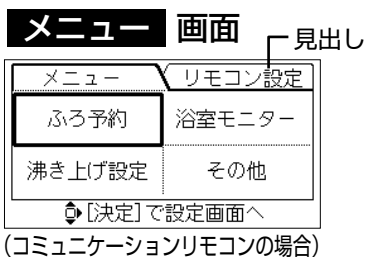 メニュー 画面
見出し
メニュー リモコン設定
ふろ予約 浴室モニター
沸き上げ設定 その他
[決定]で設定画面へ
(コミュニケーションリモコンの場合)